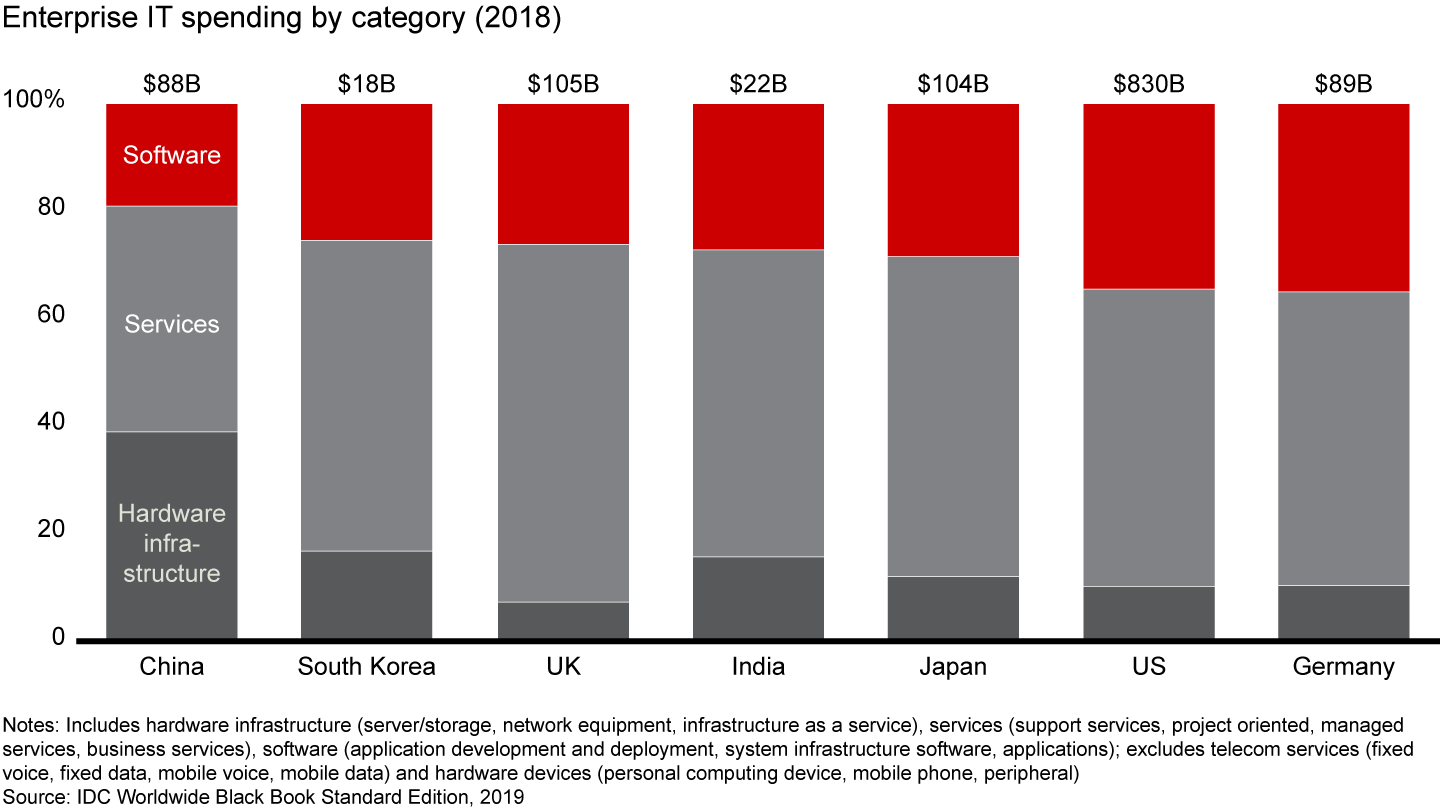 Enterprise IT spending by category (2018)
$88B $18B $105B $22B $104B $830B $89B
100%
Software
80
Services
60
40
Hardware
infra-
structure
20
0
China South Korea UK India Japan US Germany
Notes: Includes hardware infrastructure (server/storage, network equipment, infrastructure as a service), services (support services, project oriented, managed
services, business services), software (application development and deployment, system infrastructure software, applications); excludes telecom services (fixed
voice, fixed data, mobile voice, mobile data) and hardware devices (personal computing device, mobile phone, peripheral)
Source: IDC Worldwide Black Book Standard Edition, 2019